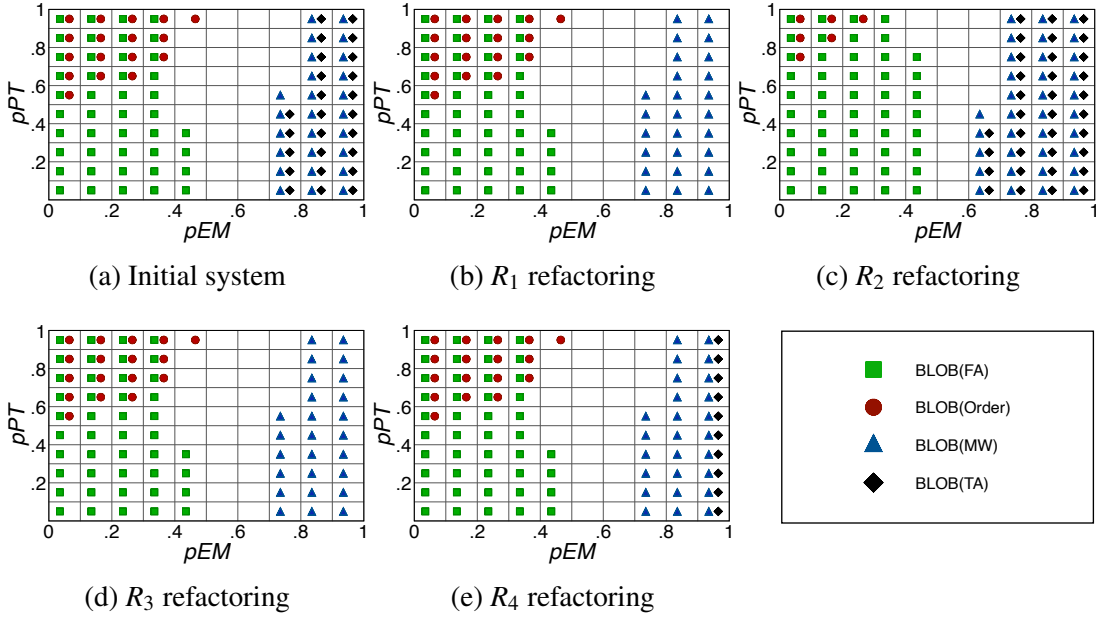 1
.8
.6
.4
.2
pPT
0 .2 .4 .6 .8 1
pEM
(a) Initial system
1
.8
.6
.4
.2
pPT
0 .2 .4 .6 .8 1
pEM
(b) R1 refactoring
1
.8
.6
.4
.2
pPT
0 .2 .4 .6 .8 1
pEM
(c) R2 refactoring
1
.8
.6
.4
.2
pPT
0 .2 .4 .6 .8 1
pEM
(d) R3 refactoring
1
.8
.6
.4
.2
pPT
0 .2 .4 .6 .8 1
pEM
(e) R4 refactoring
BLOB(FA)
BLOB(Order)
BLOB(MW)
BLOB(TA)